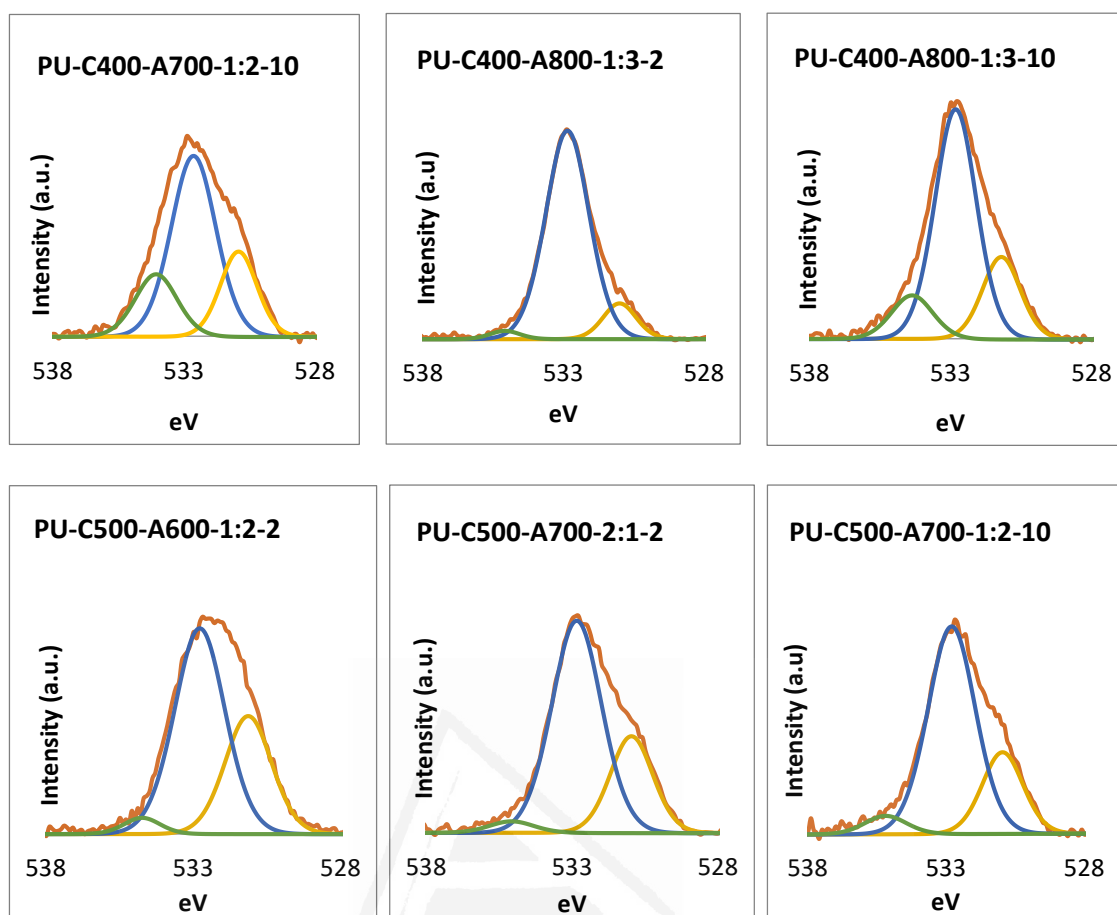 PU-C400-A700-1:2-10
Intensity (a.u.)
538 533 528
eV
PU-C400-A800-1:3-2
Intensity (a.u)
538 533 528
eV
PU-C400-A800-1:3-10
Intensity (a.u.)
538 533 528
eV
PU-C500-A600-1:2-2
Intensity (a.u.)
538 533 528
eV
PU-C500-A700-2:1-2
Intensity (a.u.)
538 533 528
eV
PU-C500-A700-1:2-10
Intensity (a.u)
538 533 528
eV